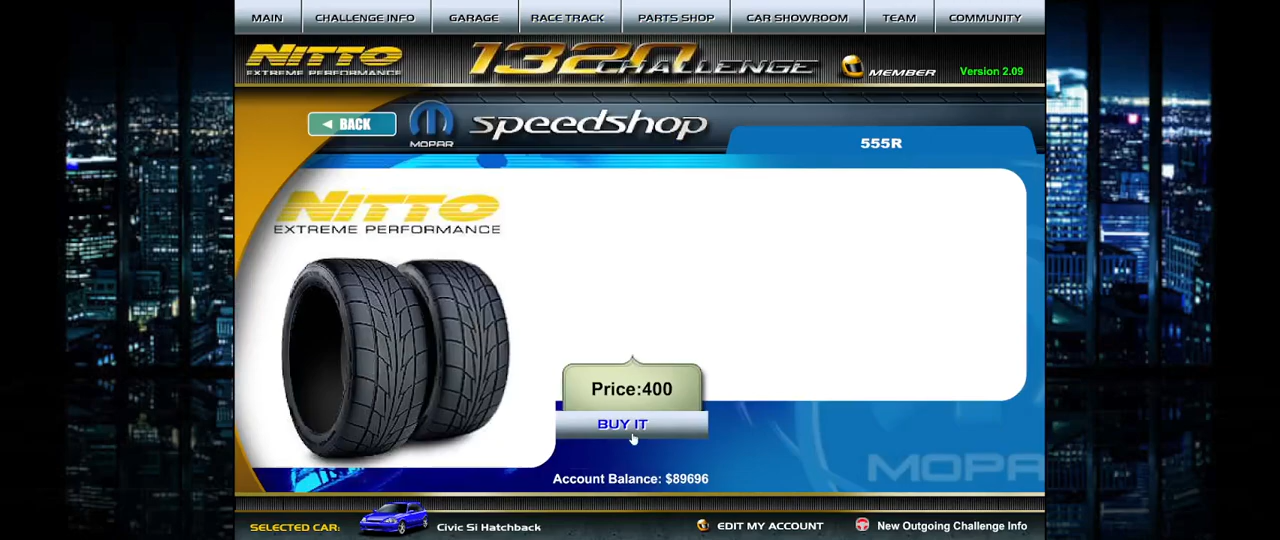 MAIN CHALLENGE INFO GARAGE RACE TRACK PARTS SHOP CAR SHOWROOM TEAM COMMUNITY
NITTO
EXTREME PERFORMANCE
1320 CHALLENGE
MEMBER
Version 2.09
BACK
MOPAR
speedshop
555R
NITTO
EXTREME PERFORMANCE
Price:400
BUY IT
Account Balance: $89696
MOPA
SELECTED CAR: Civic Si Hatchback
EDIT MY ACCOUNT
New Outgoing Challenge Info